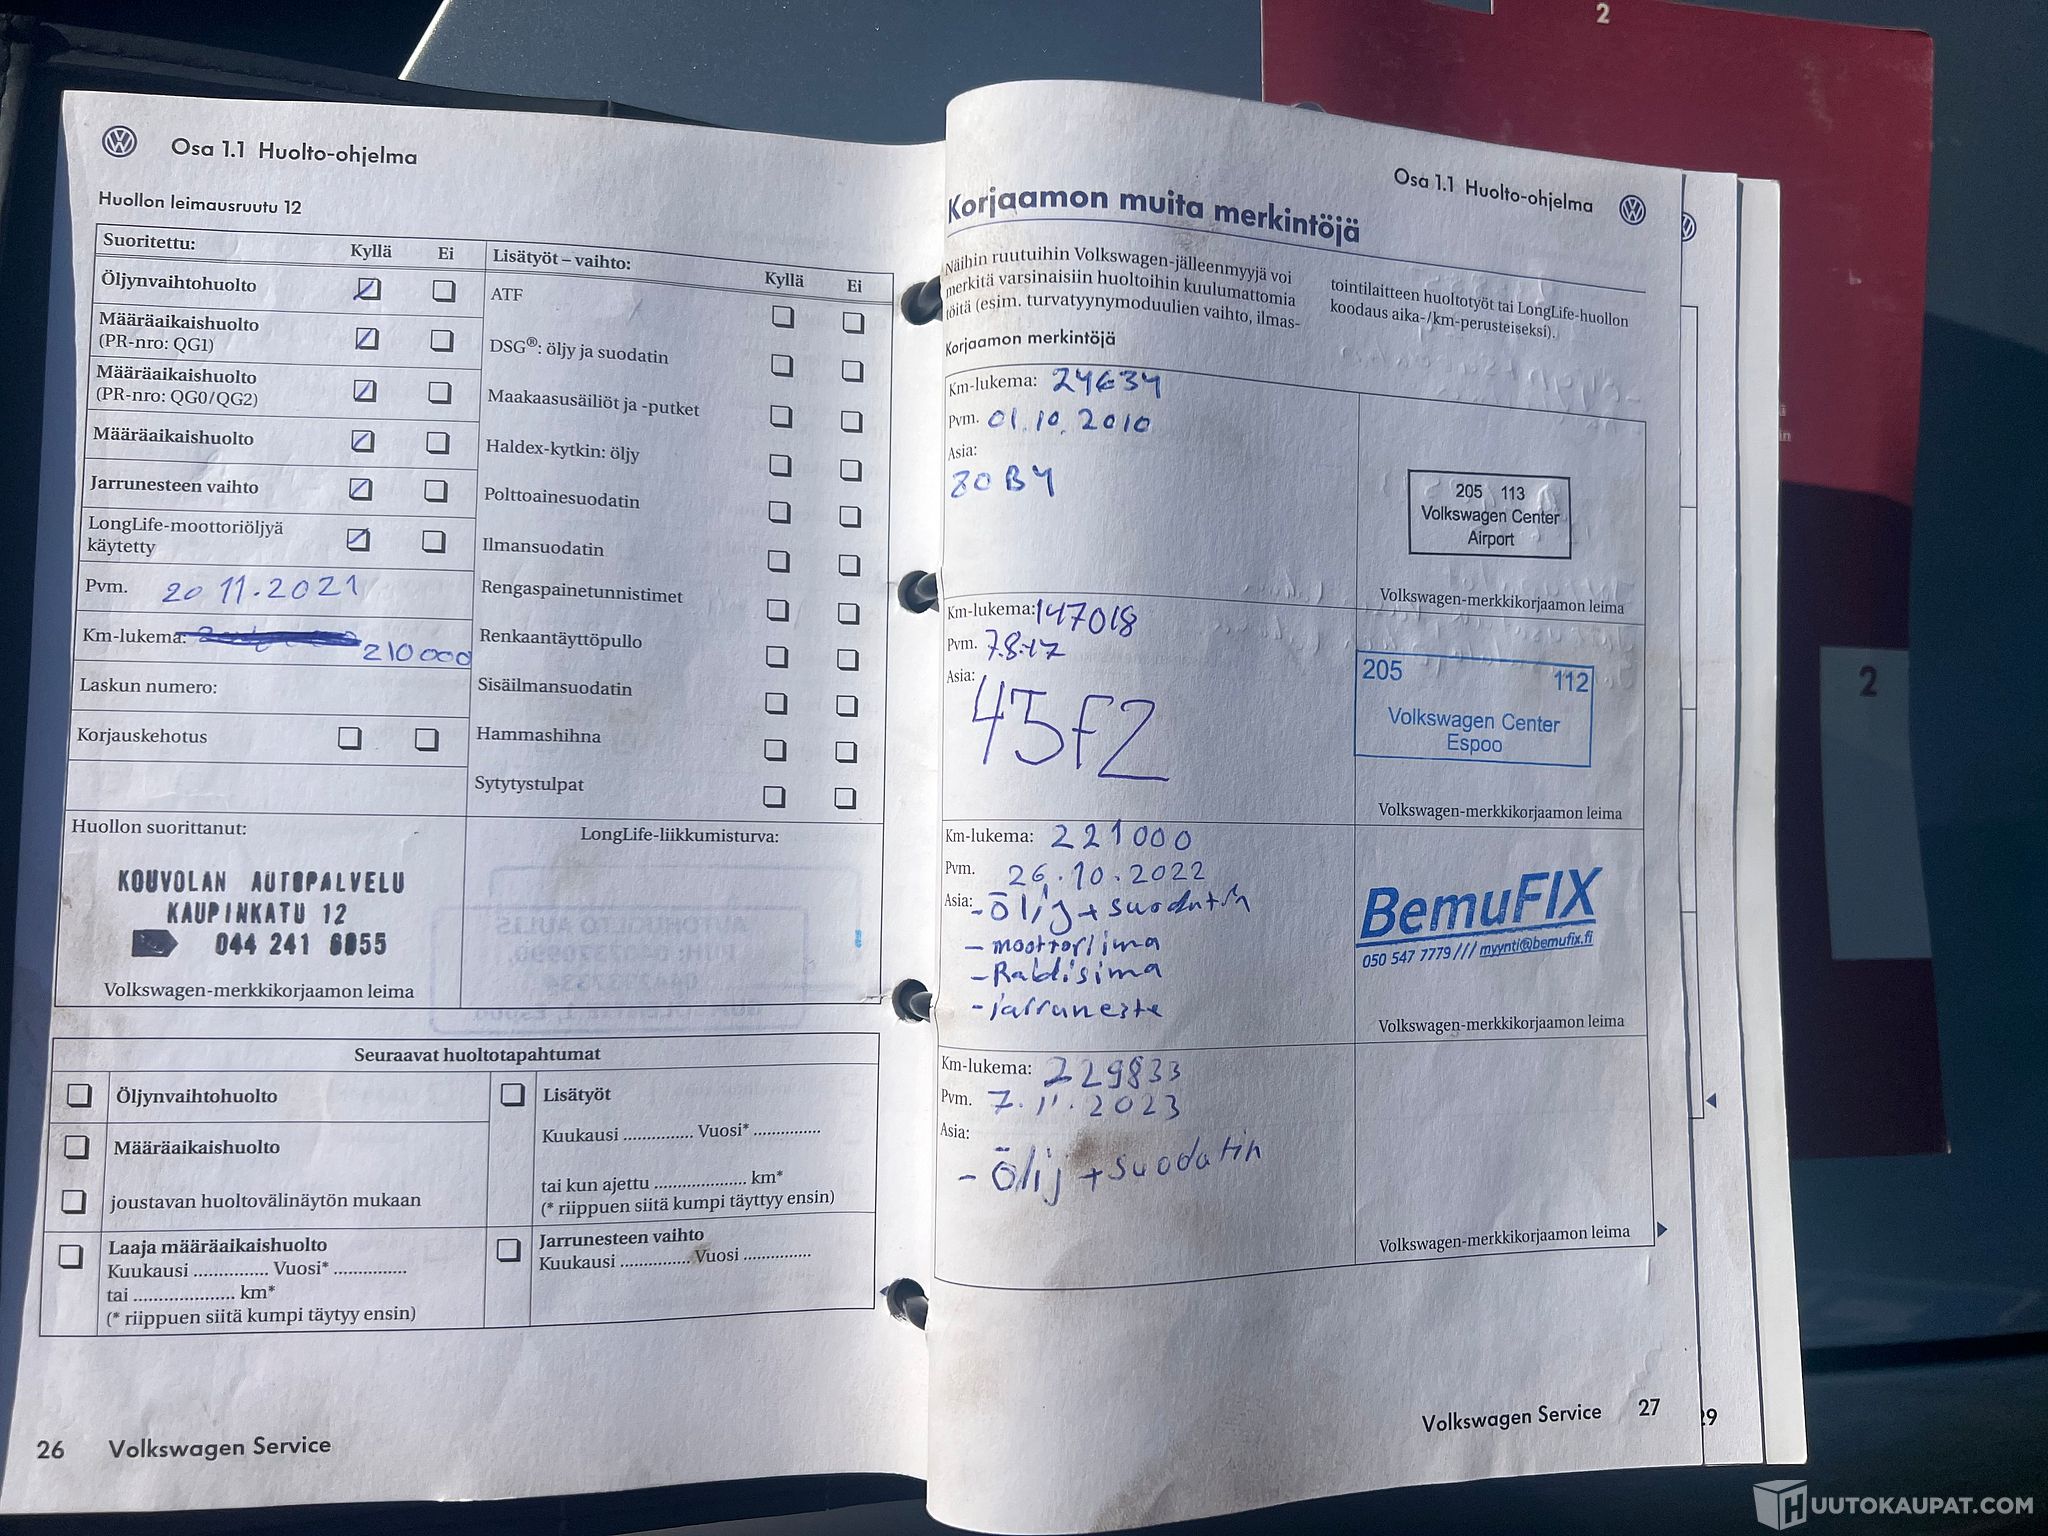 2
Osa 1.1 Huolto-ohjelma
Huollon leimausruutu 12
Suoritettu: Kyllä Ei
Öljynvaihtohuolto
Määräaikaishuolto
(PR-nro: QG1)
Määräaikaishuolto
(PR-nro: QG0/QG2)
Määräaikaishuolto
Jarrunesteen vaihto
LongLife-moottoriöljyä
käytetty
Pvm. 20 11.2021
Km-lukema: 210000
Laskun numero:
Korjauskehotus
Lisätyöt – vaihto: Kyllä Ei
ATF
DSG®: öljy ja suodatin
Maakaasusäiliöt ja -putket
Haldex-kytkin: öljy
Polttoainesuodatin
Ilmansuodatin
Rengaspainetunnistimet
Renkaantäyttöpullo
Sisäilmansuodatin
Hammashihna
Sytytystulpat
Huollon suorittanut:
KOUVOLAN AUTOPALVELU
KAUPINKATU 12
044 241 6055
Volkswagen-merkkikorjaamon leima
LongLife-liikkumisturva:
Seuraavat huoltotapahtumat
Öljynvaihtohuolto
Määräaikaishuolto
joustavan huoltovälinäytön mukaan
Laaja määräaikaishuolto
Kuukausi ............... Vuosi* ...............
tai ..................... km*
(* riippuen siitä kumpi täytyy ensin)
Lisätyöt
Kuukausi .............. Vuosi* ..............
tai kun ajettu ................... km*
(* riippuen siitä kumpi täyttyy ensin)
Jarrunesteen vaihto
Kuukausi .............. Vuosi ..............
26 Volkswagen Service
Osa 1.1 Huolto-ohjelma
Korjaamon muita merkintöjä
Näihin ruutuihin Volkswagen-jälleenmyyjä voi
merkitä varsinaisiin huoltoihin kuulumattomia
töitä (esim. turvatyynymoduulien vaihto, ilmas-
tointilaitteen huoltotyöt tai LongLife-huollon
koodaus aika-/km-perusteiseksi).
Korjaamon merkintöjä
Km-lukema: 24634
Pvm. 01.10.2010
Asia:
80B4
205 113
Volkswagen Center
Airport
Volkswagen-merkkikorjaamon leima
Km-lukema: 147018
Pvm. 7.8.17
Asia:
45F2
205 112
Volkswagen Center
Espoo
Volkswagen-merkkikorjaamon leima
Km-lukema: 221000
Pvm. 26.10.2022
Asia: - ölij + suodatin
- moottoriima
- Raldisima
- jarruneste
BemuFIX
050 547 7779 /// myynti@bemufix.fi
Volkswagen-merkkikorjaamon leima
Km-lukema: 229833
Pvm. 7.11.2023
Asia:
- ölij + suodatin
Volkswagen-merkkikorjaamon leima
Volkswagen Service 27
29
2
HUUTOKAUPAT.COM